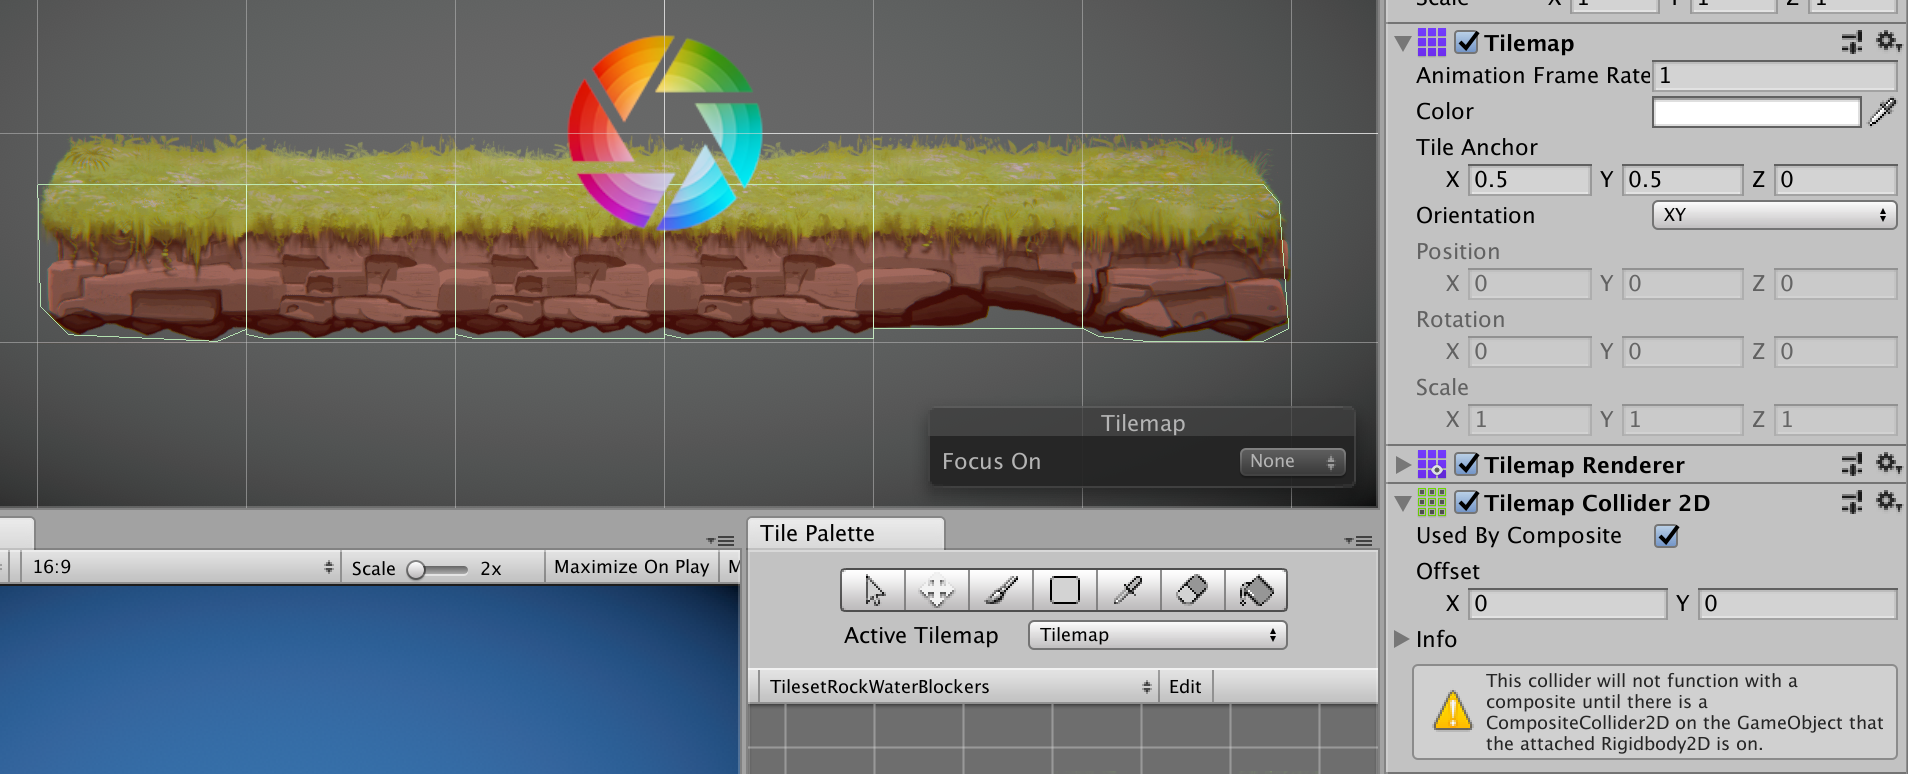 Scale X 1 Y 1 Z 1
Tilemap
Animation Frame Rate 1
Color
Tile Anchor
X 0.5 Y 0.5 Z 0
Orientation XY
Position
X 0 Y 0 Z 0
Rotation
X 0 Y 0 Z 0
Scale
X 1 Y 1 Z 1
Tilemap Renderer
Tilemap Collider 2D
Used By Composite
Offset
X 0 Y 0
Info
This collider will not function with a
composite until there is a
CompositeCollider2D on the GameObject that
the attached Rigidbody2D is on.
Tilemap
Focus On None
16:9 Scale 2x Maximize On Play M
Tile Palette
Active Tilemap Tilemap
TilesetRockWaterBlockers Edit